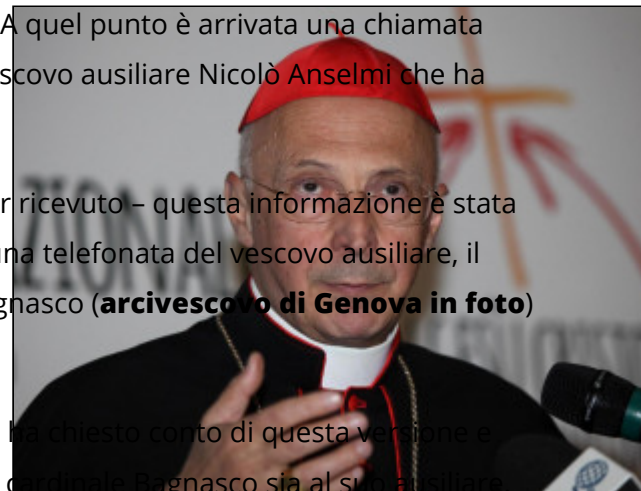 A quel punto è arrivata una chiamata
scovo ausiliare Nicolò Anselmi che ha
r ricevuto – questa informazione è stata
na telefonata del vescovo ausiliare, il
gnasco (arcivescovo di Genova in foto)
ha chiesto conto di questa versione e
cardinale Bagnasco sia al suo ausiliare